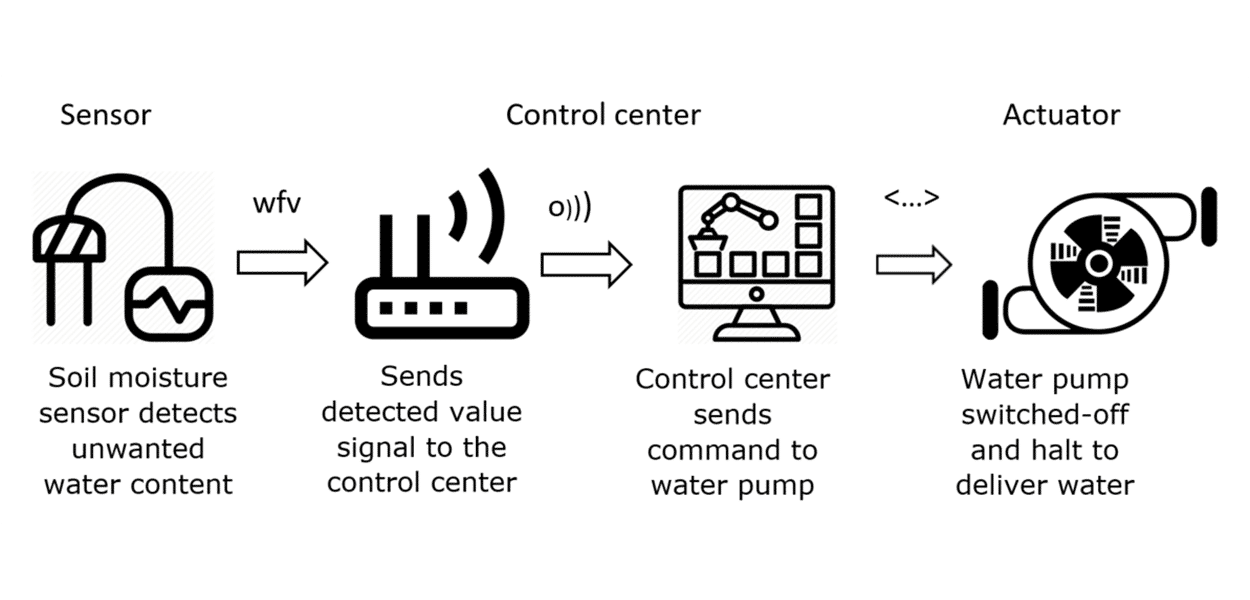 Sensor
Control center
Actuator
wfv
o)))
<...>
Soil moisture
sensor detects
unwanted
water content
Sends
detected value
signal to the
control center
Control center
sends
command to
water pump
Water pump
switched-off
and halt to
deliver water